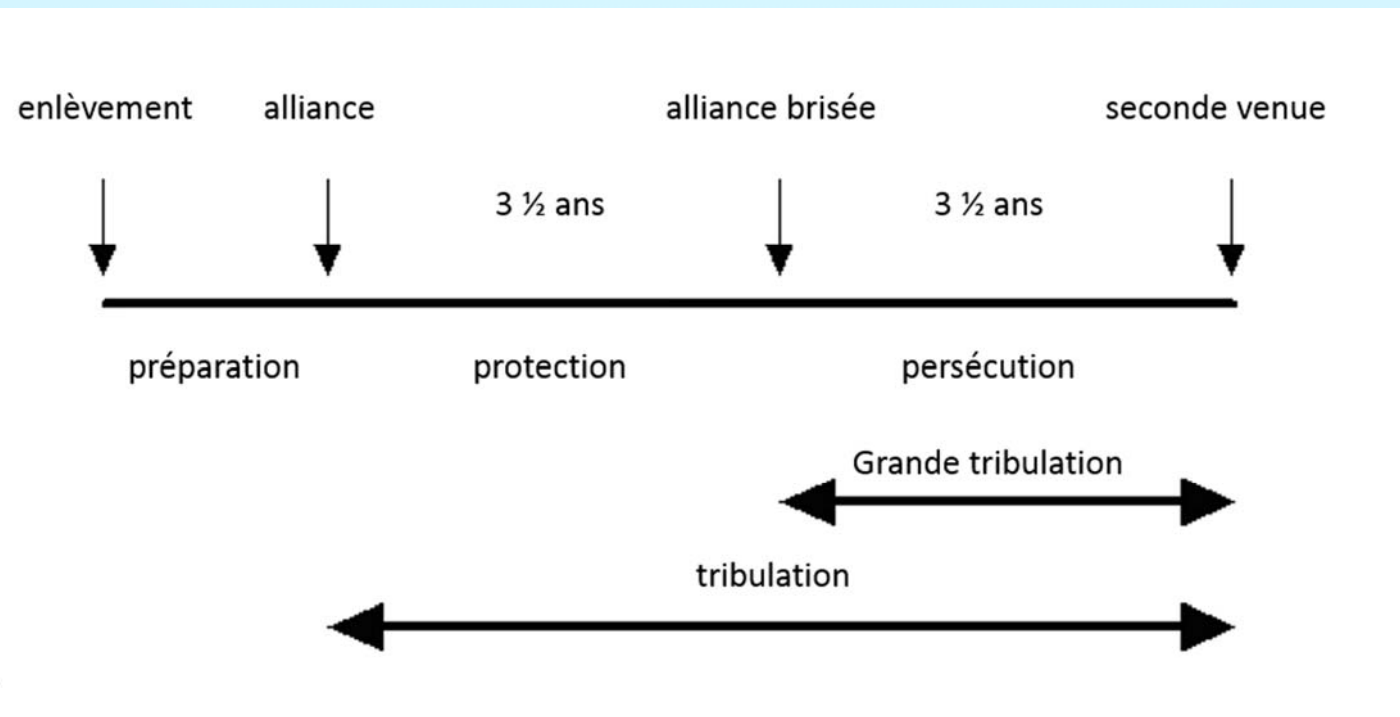 enlèvement alliance alliance brisée seconde venue
3 ½ ans 3 ½ ans
préparation protection persécution
Grande tribulation
tribulation